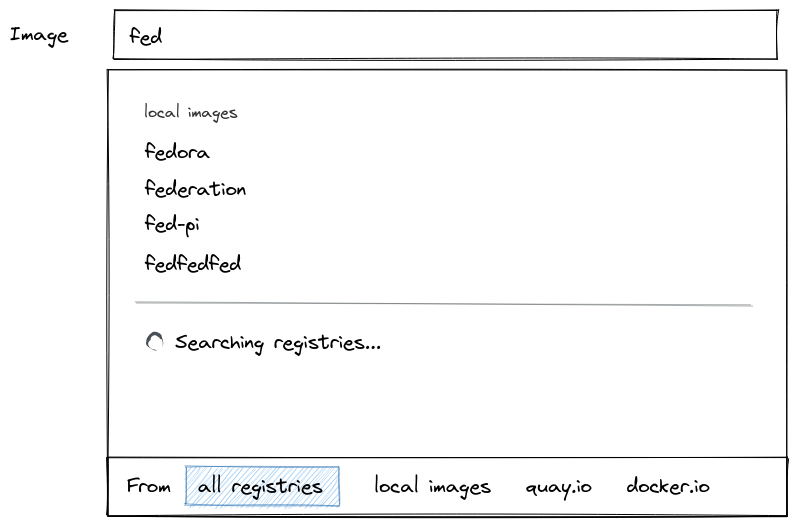 Image fed
local images
fedora
federation
fed-pi
fedfedfed
Searching registries...
From all registries local images quay.io docker.io